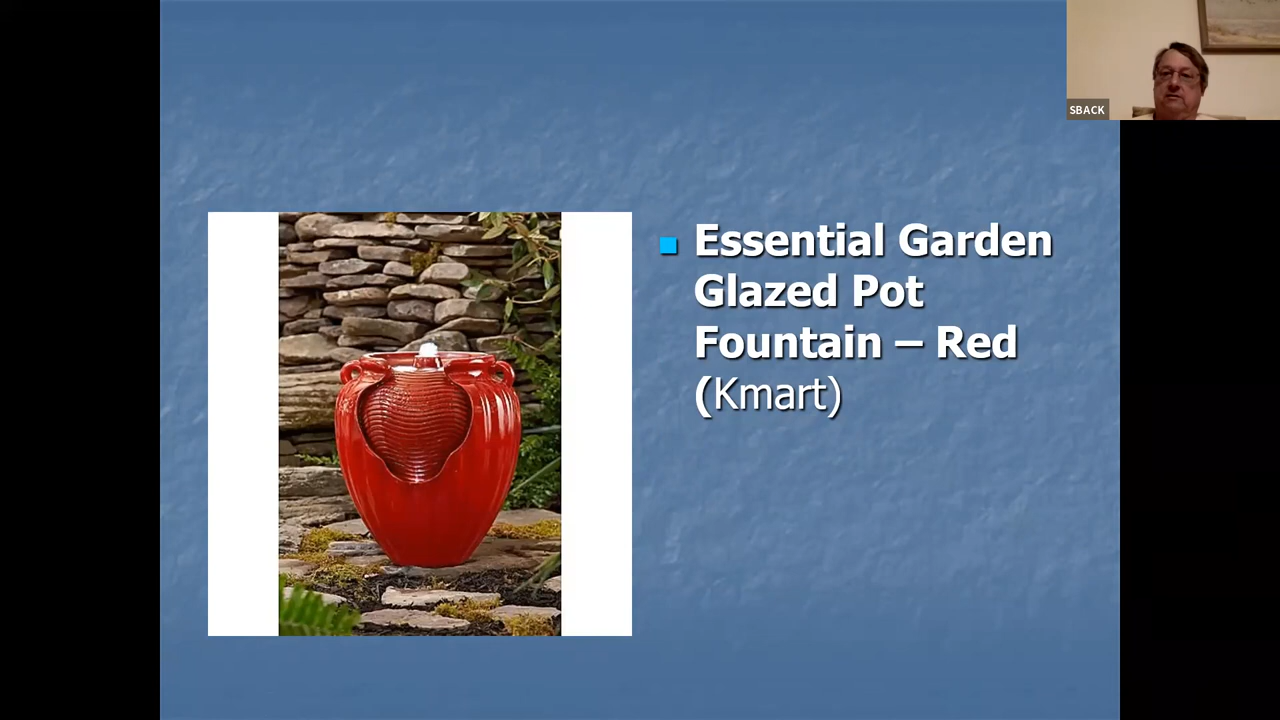 SBACK
Essential Garden
Glazed Pot
Fountain – Red
(Kmart)